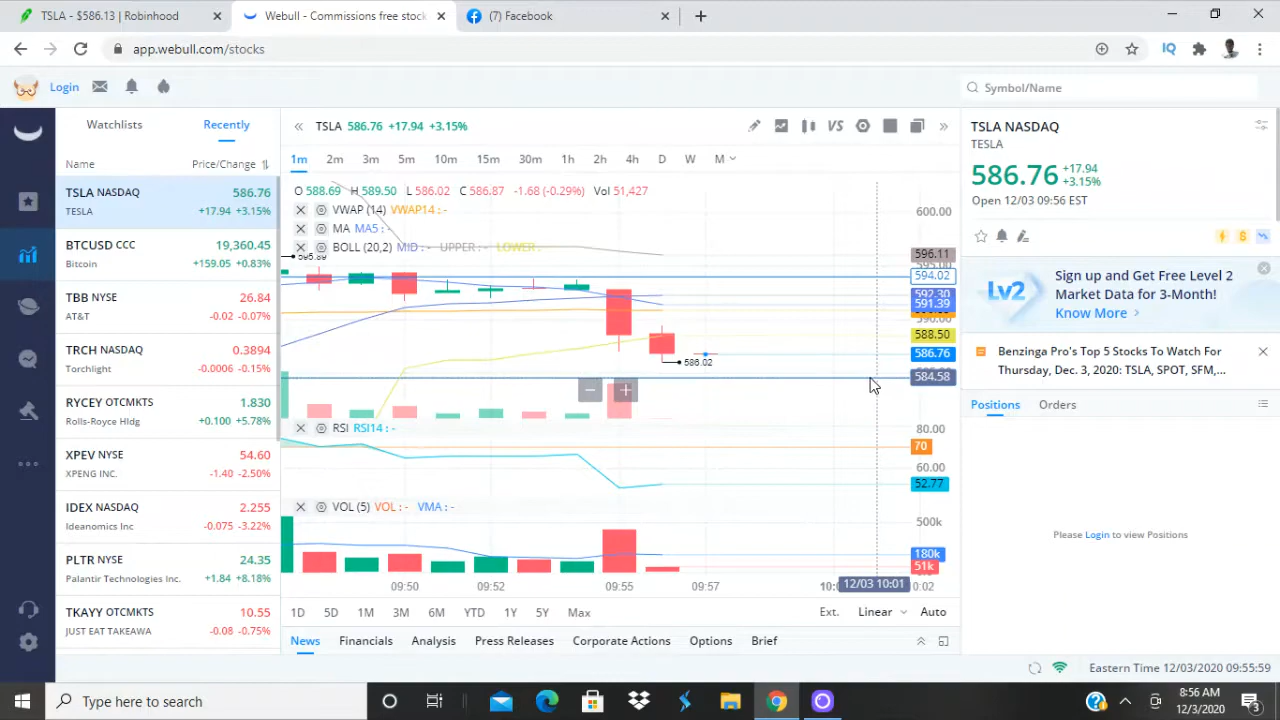 TSLA - $586.13 | Robinhood
Webull - Commissions free stock
(7) Facebook
app.webull.com/stocks
IQ
Login
Symbol/Name
Watchlists
Recently
Name
Price/Change
TSLA NASDAQ 586.76
TESLA +17.94 +3.15%
BTCUSD CCC 19,360.45
Bitcoin +159.05 +0.83%
TBB NYSE 26.84
AT&T -0.02 -0.07%
TRCH NASDAQ 0.3894
Torchlight -0.0006 -0.15%
RYCEY OTCMKTS 1.830
Rolls-Royce Hldg +0.100 +5.78%
XPEV NYSE 54.60
XPENG INC. -1.40 -2.50%
IDEX NASDAQ 2.255
Ideanomics Inc -0.075 -3.22%
PLTR NYSE 24.35
Palantir Technologies Inc. +1.84 +8.18%
TKAYY OTCMKTS 10.55
JUST EAT TAKEAWA -0.08 -0.75%
TSLA 586.76 +17.94 +3.15%
VS
1m 2m 3m 5m 10m 15m 30m 1h 2h 4h D W M
O 588.69 H 589.50 L 586.02 C 586.87 -1.68 (-0.29%) Vol 51,427
VWAP (14) VWAP14 : -
MA MA5 : -
BOLL (20,2) MID : - UPPER : - LOWER : -
595.89
586.02
600.00
596.11
595.00
594.02
592.30
591.39
590.00
588.50
586.76
584.58
RSI RSI14 : -
80.00
70
60.00
52.77
VOL (5) VOL : - VMA : -
500k
180k
51k
09:50 09:52 09:55 09:57 12/03 10:01 0:02
1D 5D 1M 3M 6M YTD 1Y 5Y Max
Ext. Linear Auto
News Financials Analysis Press Releases Corporate Actions Options Brief
TSLA NASDAQ
TESLA
586.76 +17.94
+3.15%
Open 12/03 09:56 EST
Lv2
Sign up and Get Free Level 2
Market Data for 3-Month!
Know More >
Benzinga Pro's Top 5 Stocks To Watch For
Thursday, Dec. 3, 2020: TSLA, SPOT, SFM,...
Positions Orders
Please Login to view Positions
Eastern Time 12/03/2020 09:55:59
Type here to search
8:56 AM
12/3/2020
3